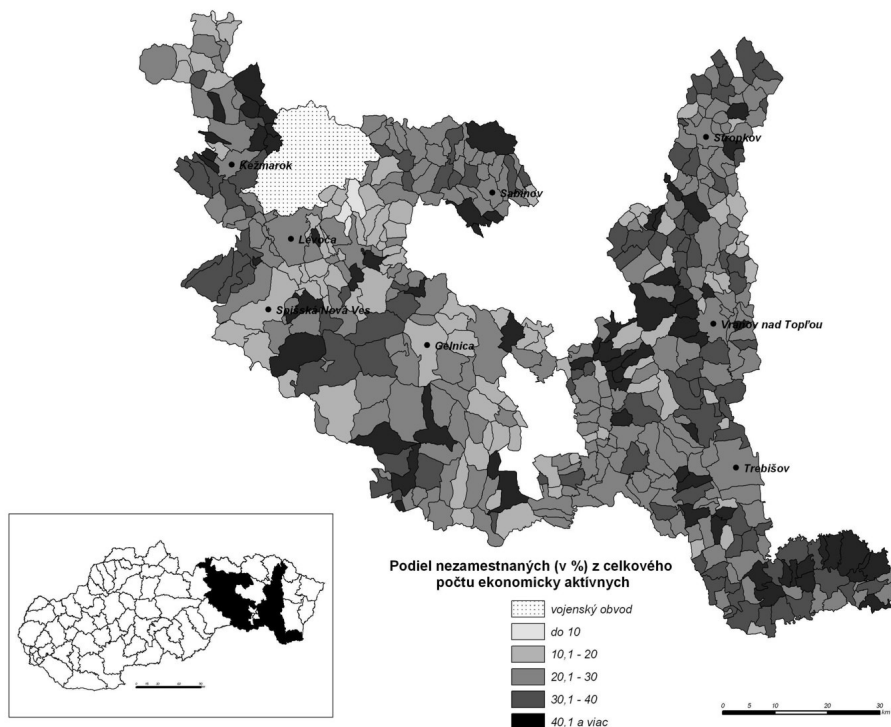 Kežmarok
Stropkov
Sabinov
Levoča
Spišská Nová Ves
Vranov nad Topľou
Gelnica
Trebišov
Podiel nezamestnaných (v %) z celkového
počtu ekonomicky aktívnych
vojenský obvod
do 10
10,1 - 20
20,1 - 30
30,1 - 40
40,1 a viac
0 5 10 20 30
km